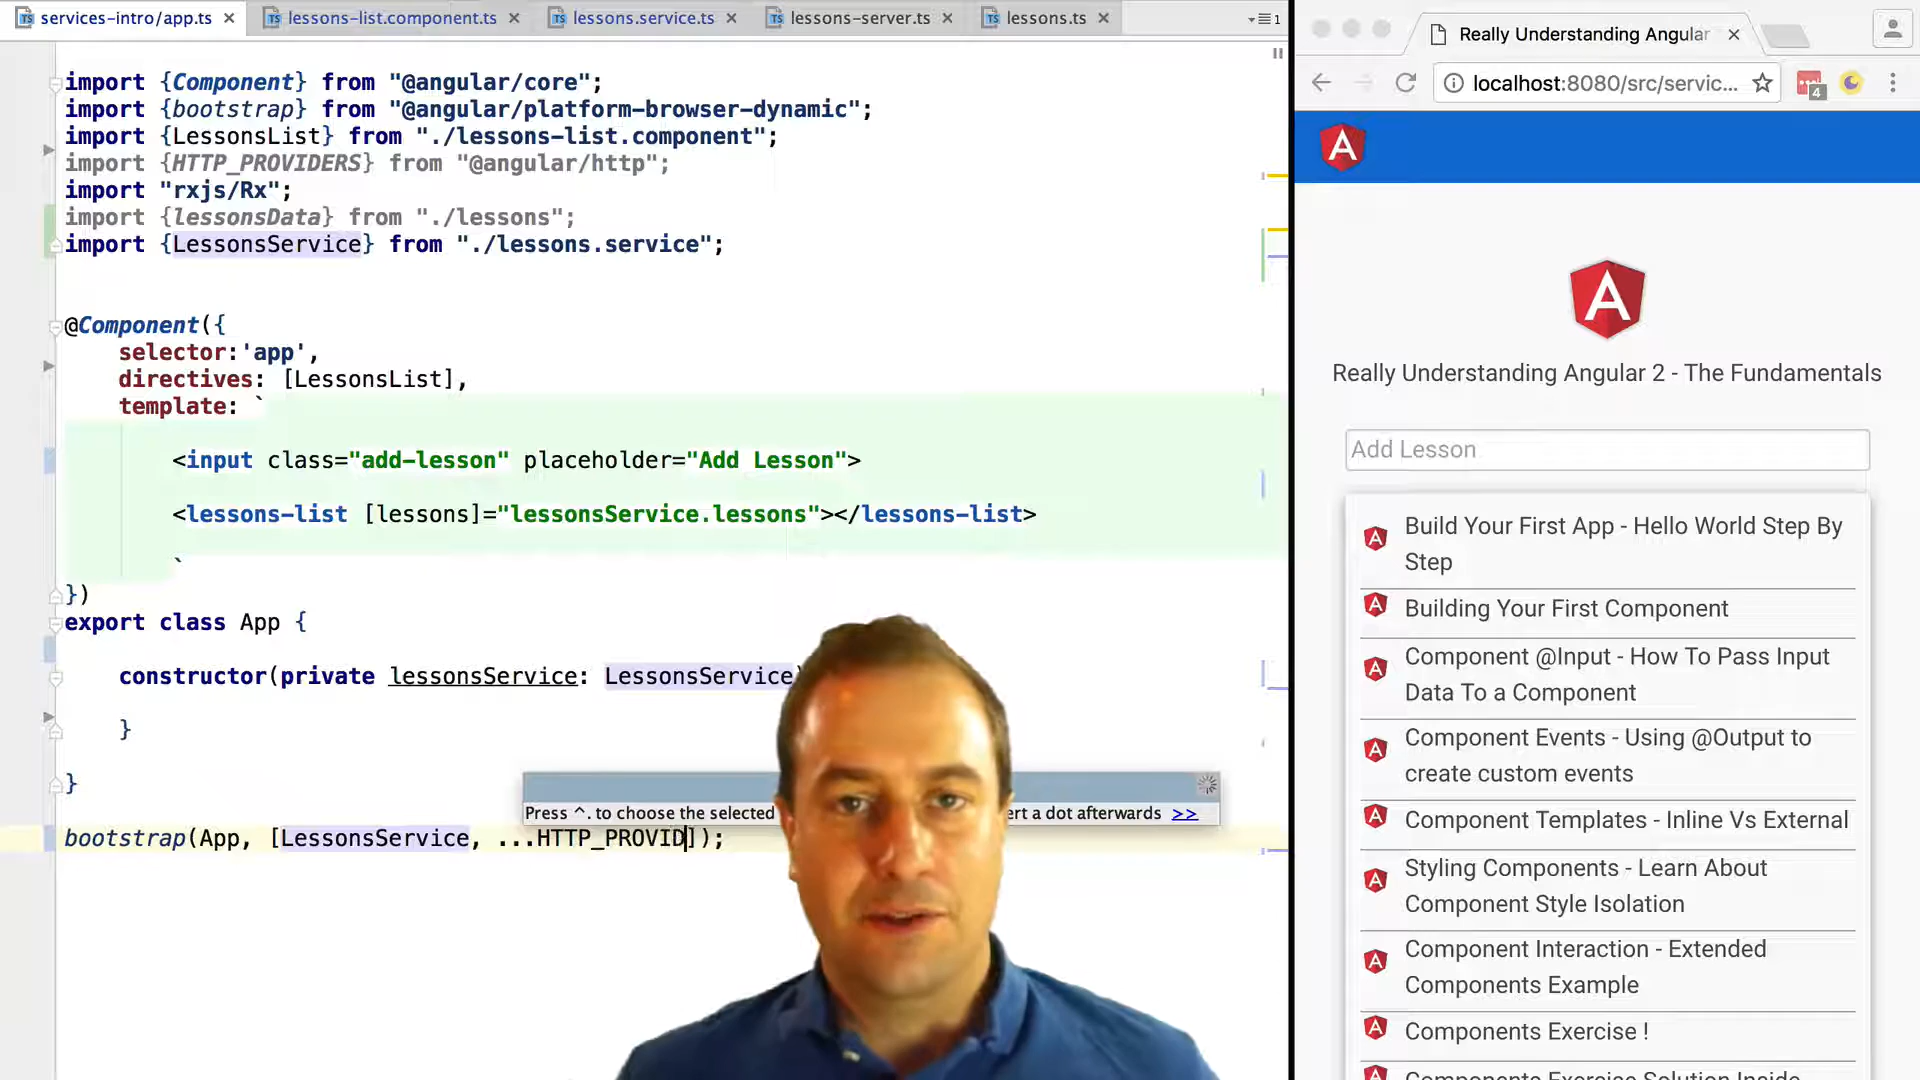 services-intro/app.ts
lessons-list.component.ts
lessons.service.ts
lessons-server.ts
lessons.ts
1
import {Component} from "@angular/core";
import {bootstrap} from "@angular/platform-browser-dynamic";
import {LessonsList} from "./lessons-list.component";
import {HTTP_PROVIDERS} from "@angular/http";
import "rxjs/Rx";
import {lessonsData} from "./lessons";
import {LessonsService} from "./lessons.service";
@Component({
selector:'app',
directives: [LessonsList],
template: `
<input class="add-lesson" placeholder="Add Lesson">
<lessons-list [lessons]="lessonsService.lessons"></lessons-list>
`
})
export class App {
constructor(private lessonsService: LessonsService)
}
}
Press ^. to choose the selected
ert a dot afterwards >>
bootstrap(App, [LessonsService, ...HTTP_PROVID]);
Really Understanding Angular
localhost:8080/src/servic...
4
Really Understanding Angular 2 - The Fundamentals
Add Lesson
Build Your First App - Hello World Step By
Step
Building Your First Component
Component @Input - How To Pass Input
Data To a Component
Component Events - Using @Output to
create custom events
Component Templates - Inline Vs External
Styling Components - Learn About
Component Style Isolation
Component Interaction - Extended
Components Example
Components Exercise !
Components Exercise Solution Inside